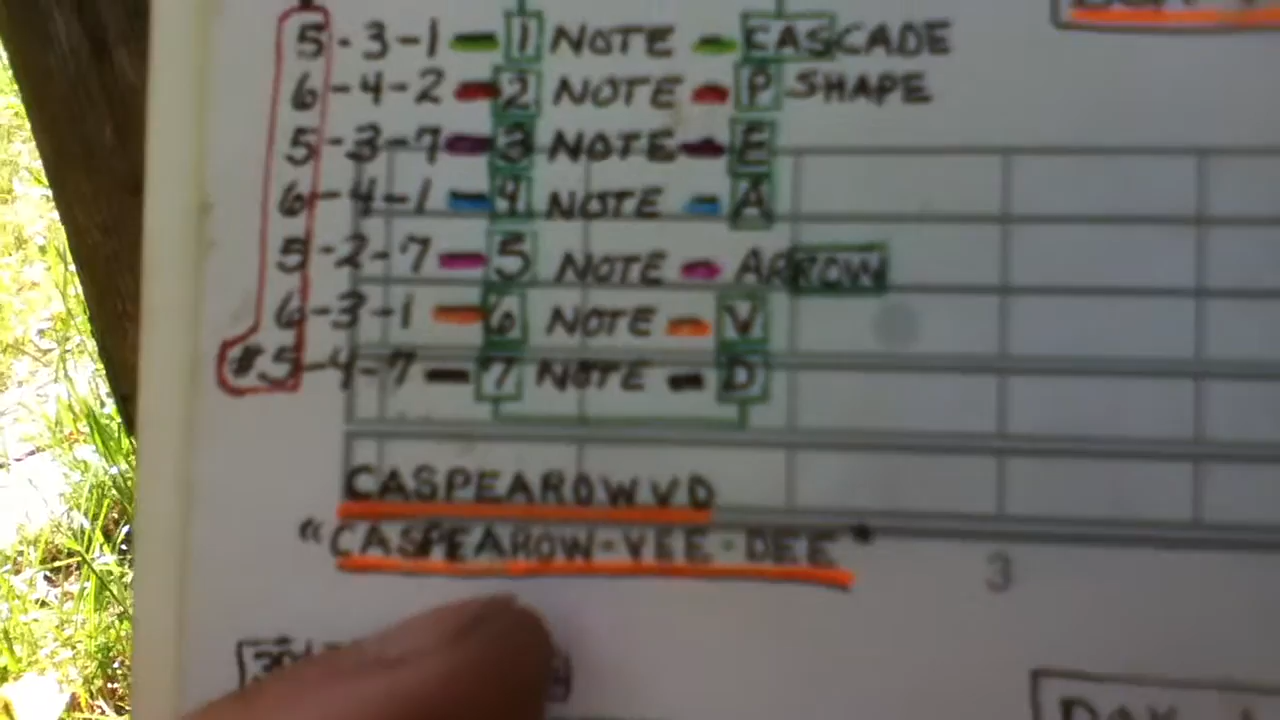 5-3-1 - 1 NOTE - CASCADE
6-4-2 - 2 NOTE - P SHAPE
5-3-7 - 3 NOTE - E
6-4-1 - 4 NOTE - A
5-2-7 - 5 NOTE - ARROW
6-3-1 - 6 NOTE - V
#5-4-7 - 7 NOTE - D
CASPEAROWVD
"CASPEAROW-VEE-DEE"
3